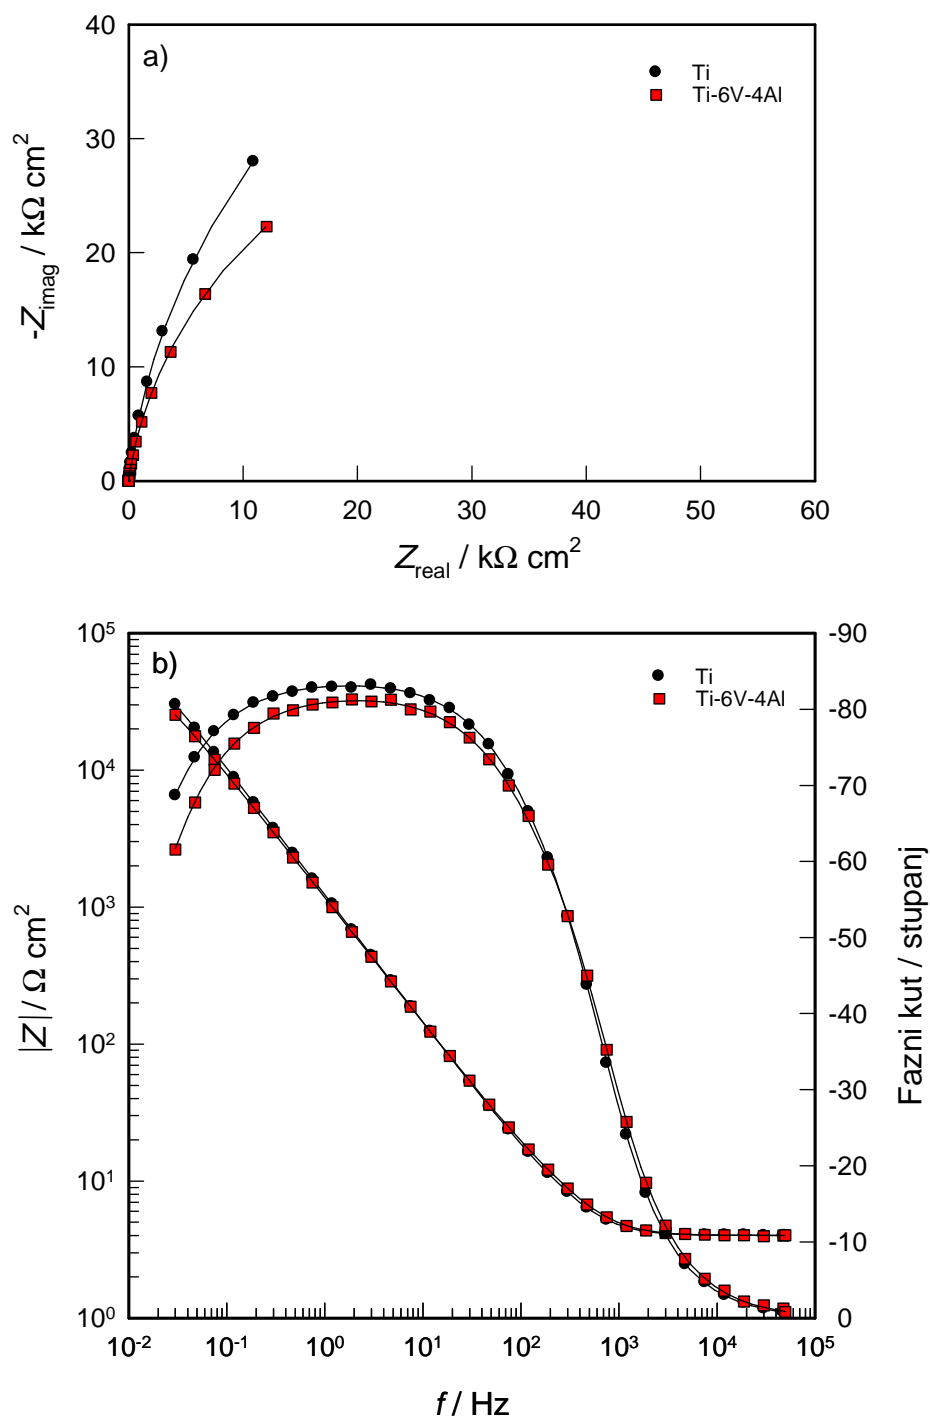 a)
Ti
Ti-6V-4Al
40
30
20
10
0
-Z_imag / kΩ cm²
0 10 20 30 40 50 60
Z_real / kΩ cm²
b)
Ti
Ti-6V-4Al
10⁵
10⁴
10³
10²
10¹
10⁰
|Z| / Ω cm²
-90
-80
-70
-60
-50
-40
-30
-20
-10
0
Fazni kut / stupanj
10⁻² 10⁻¹ 10⁰ 10¹ 10² 10³ 10⁴ 10⁵
f / Hz